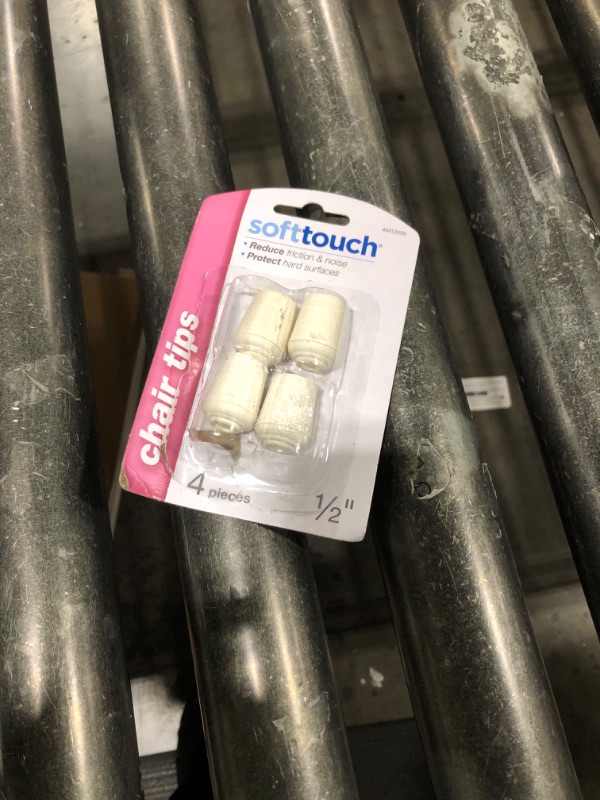 softtouch®
• Reduce friction & noise
• Protect hard surfaces
chair tips
4 pieces
1/2"